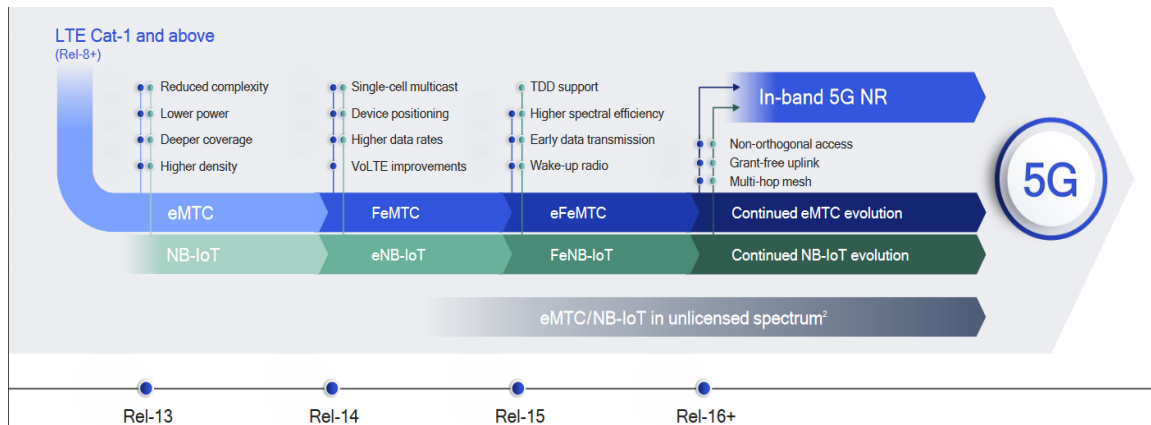 LTE Cat-1 and above
(Rel-8+)
Reduced complexity
Lower power
Deeper coverage
Higher density
Single-cell multicast
Device positioning
Higher data rates
VoLTE improvements
TDD support
Higher spectral efficiency
Early data transmission
Wake-up radio
In-band 5G NR
Non-orthogonal access
Grant-free uplink
Multi-hop mesh
5G
eMTC
FeMTC
eFeMTC
Continued eMTC evolution
NB-IoT
eNB-IoT
FeNB-IoT
Continued NB-IoT evolution
eMTC/NB-IoT in unlicensed spectrum²
Rel-13
Rel-14
Rel-15
Rel-16+